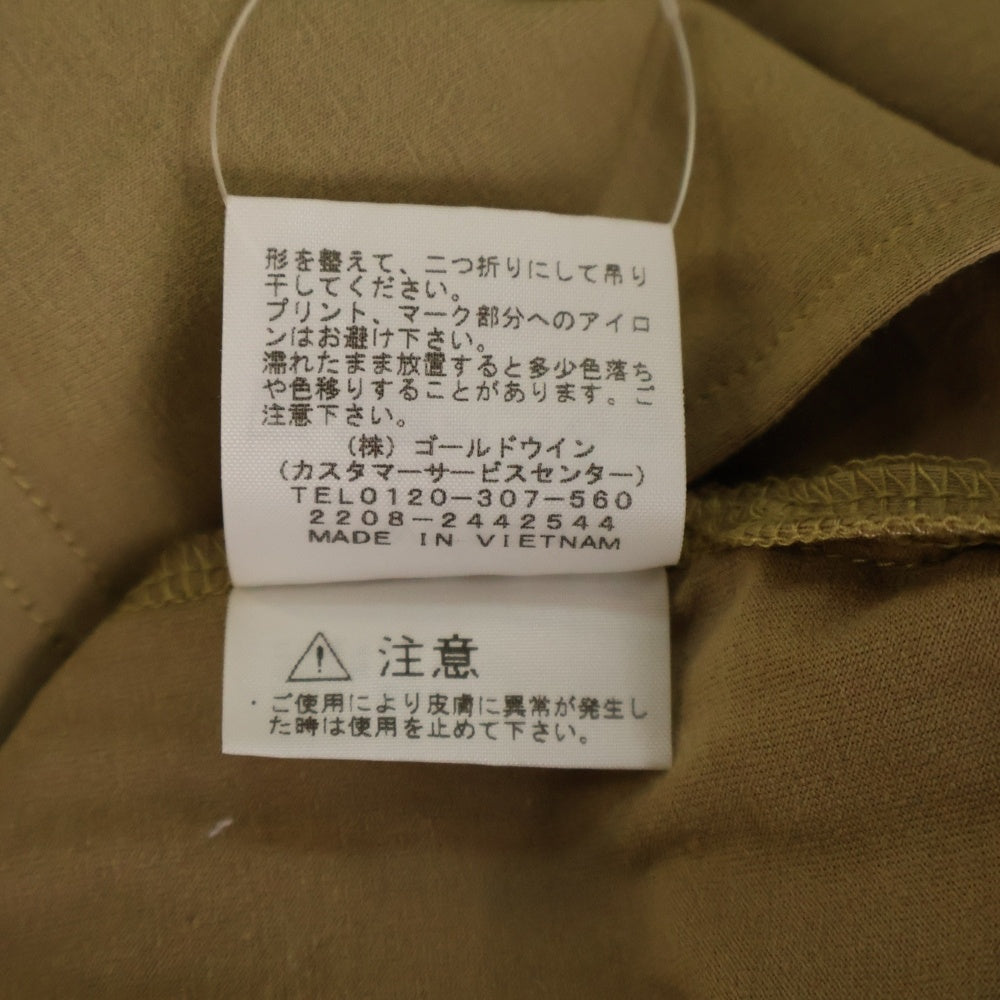 形を整えて、二つ折りにして吊り
干してください。
プリント、マーク部分へのアイロ
ンはお避け下さい。
濡れたまま放置すると多少色落ち
や色移りすることがあります。ご
注意下さい。
(株) ゴールドウイン
(カスタマーサービスセンター)
TEL0120-307-560
2208-2442544
MADE IN VIETNAM
注意
・ご使用により皮膚に異常が発生し
た時は使用を止めて下さい。